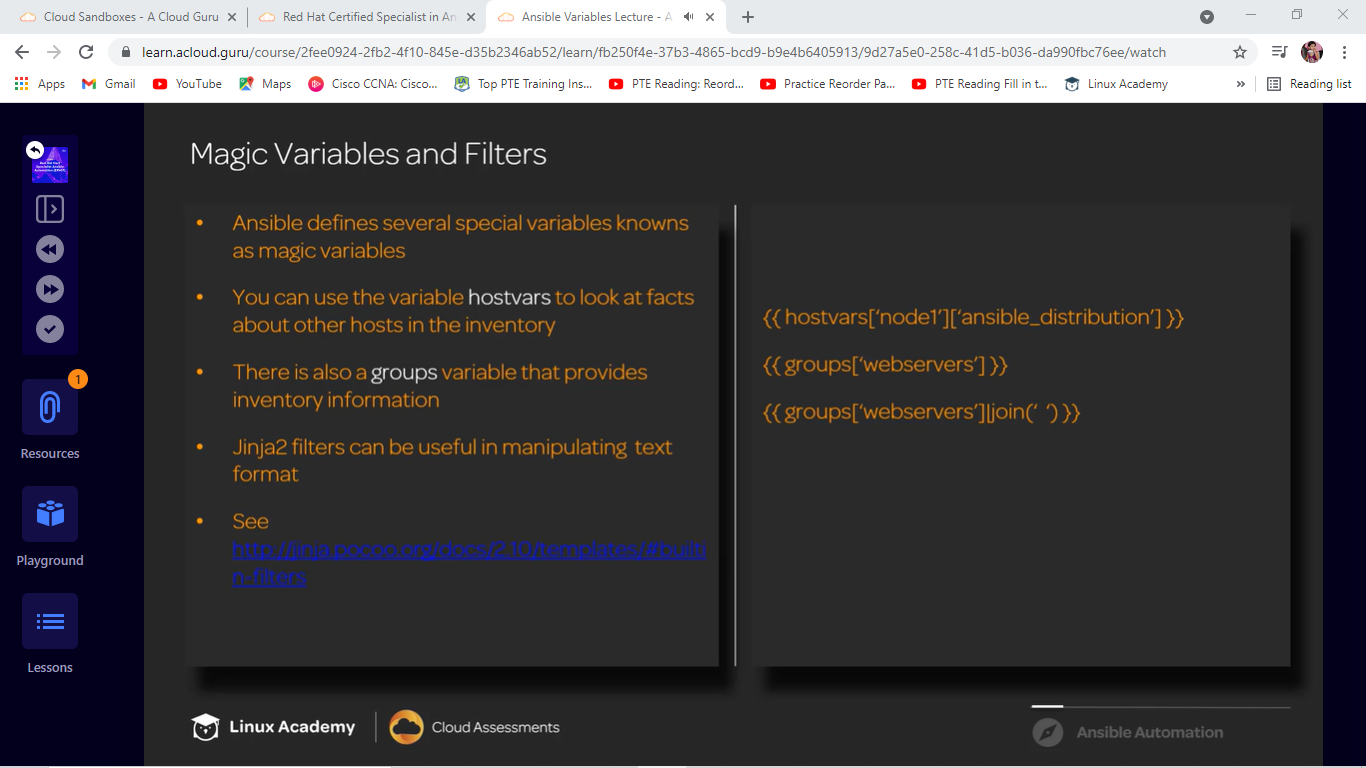 Cloud Sandboxes - A Cloud Guru
Red Hat Certified Specialist in An
Ansible Variables Lecture - A
learn.acloud.guru/course/2fee0924-2fb2-4f10-845e-d35b2346ab52/learn/fb250f4e-37b3-4865-bcd9-b9e4b6405913/9d27a5e0-258c-41d5-b036-da990fbc76ee/watch
Apps Gmail YouTube Maps Cisco CCNA: Cisco... Top PTE Training Ins... PTE Reading: Reord... Practice Reorder Pa... PTE Reading Fill in t... Linux Academy » Reading list
Magic Variables and Filters
• Ansible defines several special variables knowns
as magic variables
• You can use the variable hostvars to look at facts
about other hosts in the inventory
• There is also a groups variable that provides
inventory information
• Jinja2 filters can be useful in manipulating text
format
• See
http://jinja.pocoo.org/docs/2.10/templates/#builti
n-filters
{{ hostvars[‘node1’][‘ansible_distribution’] }}
{{ groups[‘webservers’] }}
{{ groups[‘webservers’]|join(‘ ‘) }}
1
Resources
Playground
Lessons
Linux Academy
Cloud Assessments
Ansible Automation